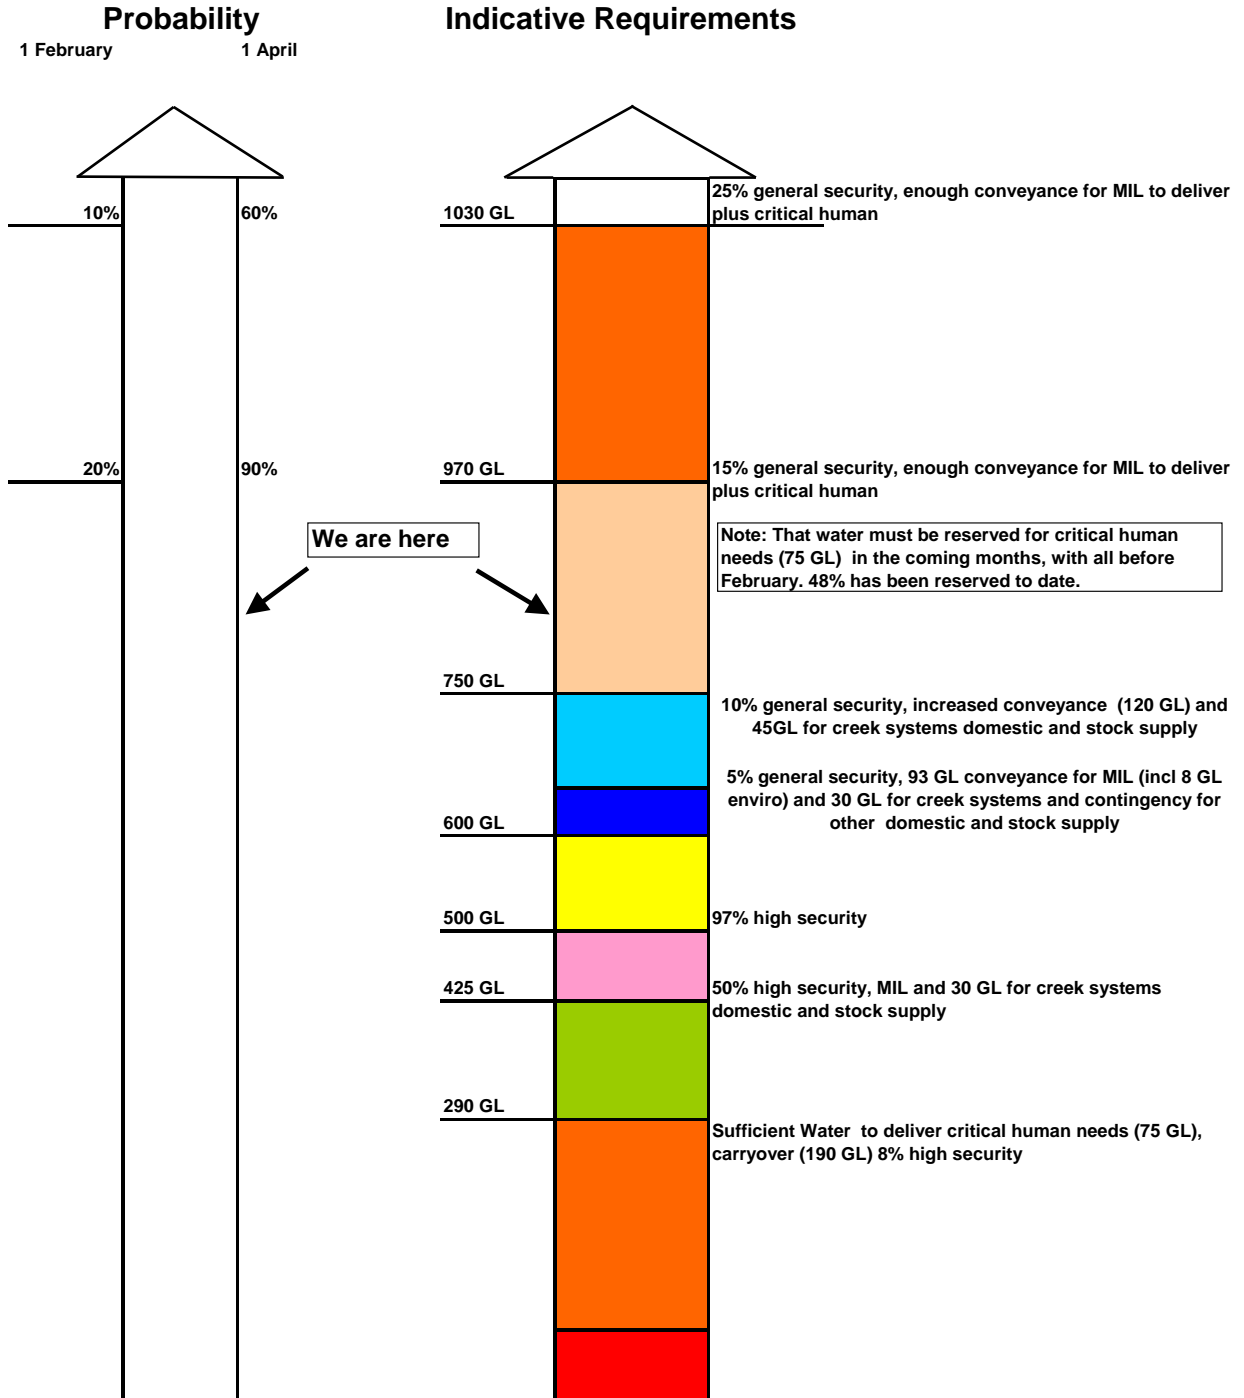 Probability
Indicative Requirements
1 February
1 April
25% general security, enough conveyance for MIL to deliver
plus critical human
10%
60%
1030 GL
20%
90%
970 GL
15% general security, enough conveyance for MIL to deliver
plus critical human
We are here
Note: That water must be reserved for critical human
needs (75 GL)  in the coming months, with all before
February. 48% has been reserved to date.
750 GL
10% general security, increased conveyance  (120 GL) and
45GL for creek systems domestic and stock supply
5% general security, 93 GL conveyance for MIL (incl 8 GL
enviro) and 30 GL for creek systems and contingency for
other  domestic and stock supply
600 GL
500 GL
97% high security
425 GL
50% high security, MIL and 30 GL for creek systems
domestic and stock supply
290 GL
Sufficient Water  to deliver critical human needs (75 GL),
carryover (190 GL) 8% high security